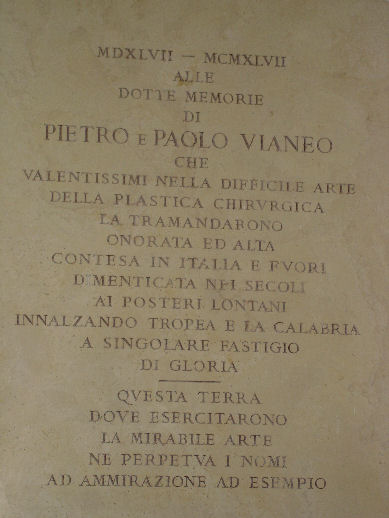 MDXLVII — MCMXLVII
ALLE
DOTTE MEMORIE
DI
PIETRO E PAOLO VIANEO
CHE
VALENTISSIMI NELLA DIFFICILE ARTE
DELLA PLASTICA CHIRVRGICA
LA TRAMANDARONO
ONORATA ED ALTA
CONTESA IN ITALIA E FVORI
DIMENTICATA NEI SECOLI
AI POSTERI LONTANI
INNALZANDO TROPEA E LA CALABRIA
A SINGOLARE FASTIGIO
DI GLORIA
QVESTA TERRA
DOVE ESERCITARONO
LA MIRABILE ARTE
NE PERPETVA I NOMI
AD AMMIRAZIONE AD ESEMPIO